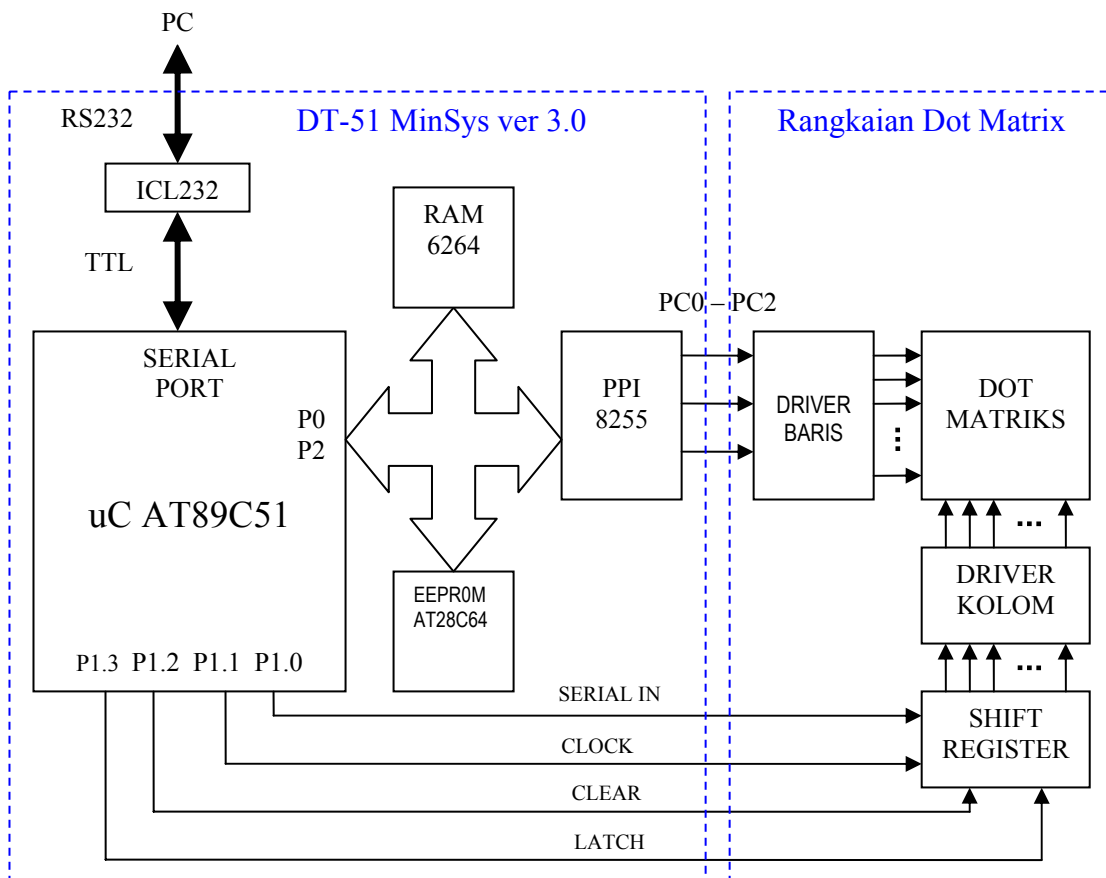 PC
RS232
DT-51 MinSys ver 3.0
Rangkaian Dot Matrix
ICL232
RAM
6264
TTL
PC0 – PC2
SERIAL
PORT
P0
P2
PPI
8255
DRIVER
BARIS
...
DOT
MATRIKS
uC AT89C51
...
EEPR0M
AT28C64
DRIVER
KOLOM
P1.3 P1.2 P1.1 P1.0
...
SERIAL IN
SHIFT
REGISTER
CLOCK
CLEAR
LATCH